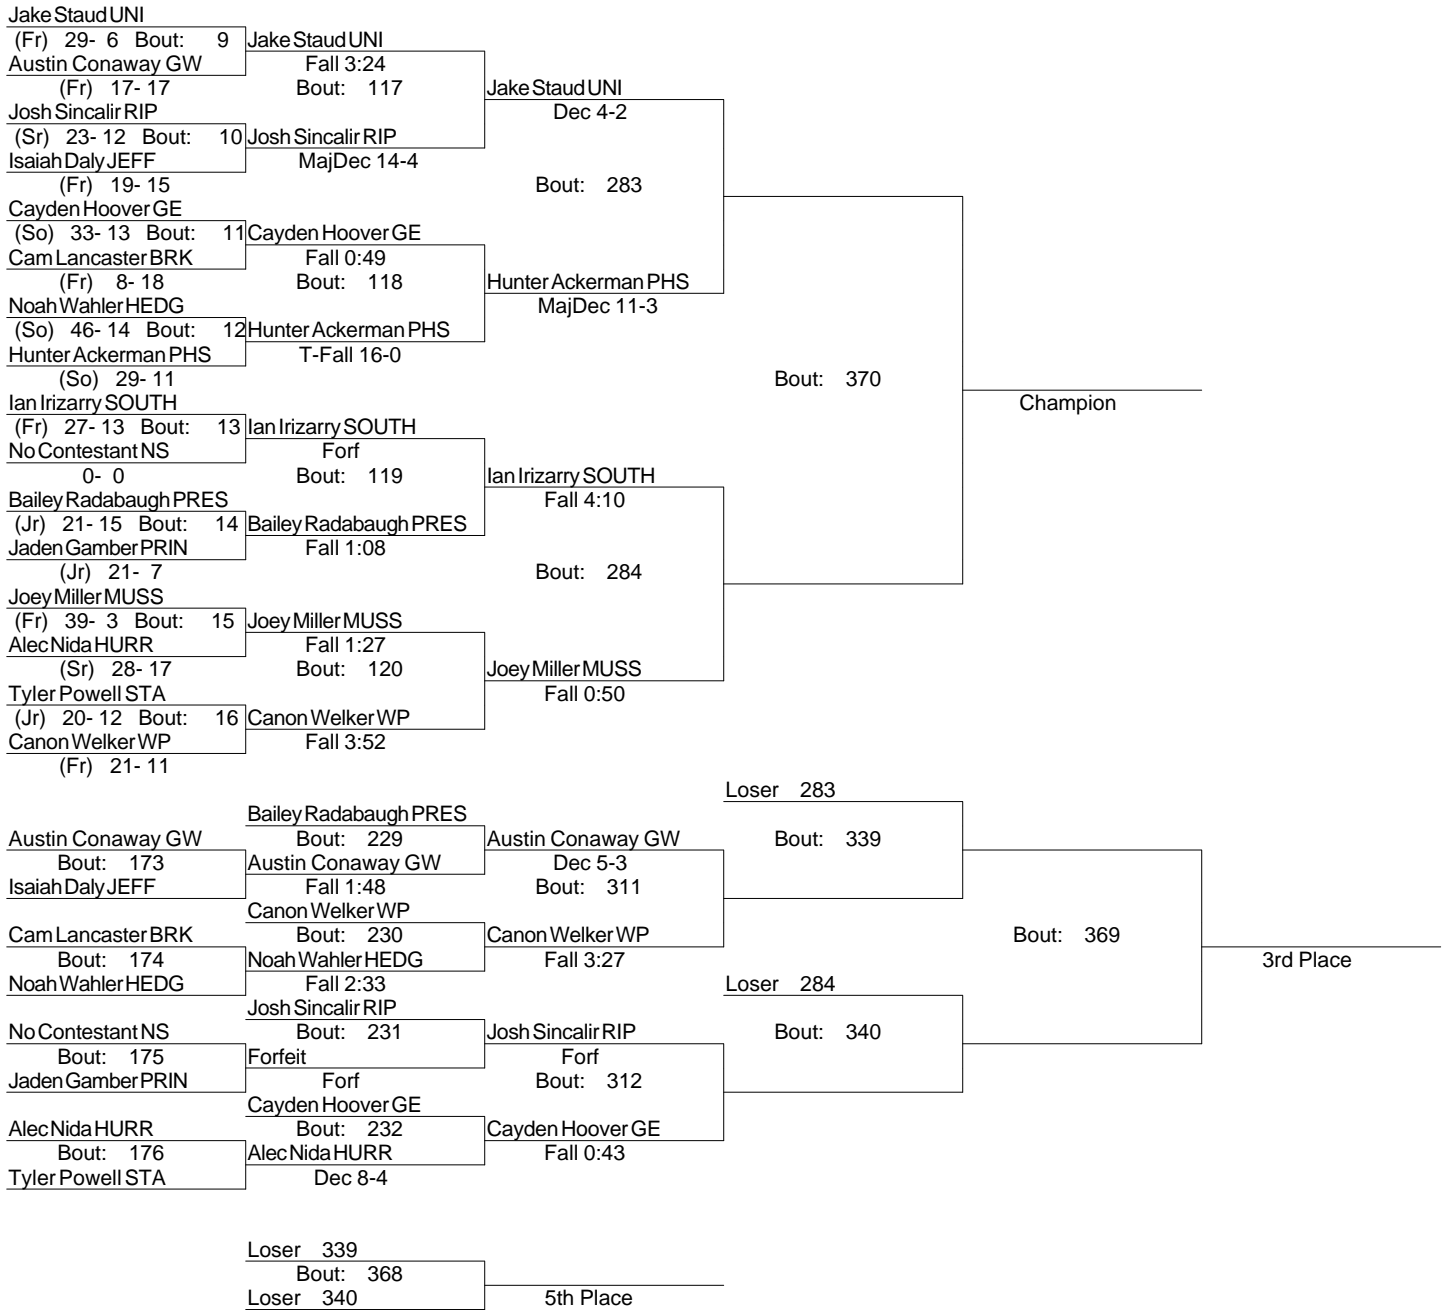 Jake Staud UNI
(Fr) 29- 6 Bout: 9 Jake Staud UNI
Austin Conaway GW Fall 3:24
(Fr) 17- 17 Bout: 117 Jake Staud UNI
Josh Sincalir RIP Dec 4-2
(Sr) 23- 12 Bout: 10 Josh Sincalir RIP
Isaiah Daly JEFF MajDec 14-4
(Fr) 19- 15 Bout: 283
Cayden Hoover GE
(So) 33- 13 Bout: 11 Cayden Hoover GE
Cam Lancaster BRK Fall 0:49
(Fr) 8- 18 Bout: 118 Hunter Ackerman PHS
Noah Wahler HEDG MajDec 11-3
(So) 46- 14 Bout: 12 Hunter Ackerman PHS
Hunter Ackerman PHS T-Fall 16-0
(So) 29- 11 Bout: 370
Ian Irizarry SOUTH Champion
(Fr) 27- 13 Bout: 13 Ian Irizarry SOUTH
No Contestant NS Forf
0- 0 Bout: 119 Ian Irizarry SOUTH
Bailey Radabaugh PRES Fall 4:10
(Jr) 21- 15 Bout: 14 Bailey Radabaugh PRES
Jaden Gamber PRIN Fall 1:08
(Jr) 21- 7 Bout: 284
Joey Miller MUSS
(Fr) 39- 3 Bout: 15 Joey Miller MUSS
Alec Nida HURR Fall 1:27
(Sr) 28- 17 Bout: 120 Joey Miller MUSS
Tyler Powell STA Fall 0:50
(Jr) 20- 12 Bout: 16 Canon Welker WP
Canon Welker WP Fall 3:52
(Fr) 21- 11
Loser 283
Bailey Radabaugh PRES
Austin Conaway GW Bout: 229 Austin Conaway GW Bout: 339
Bout: 173 Austin Conaway GW Dec 5-3
Isaiah Daly JEFF Fall 1:48 Bout: 311
Canon Welker WP
Cam Lancaster BRK Bout: 230 Canon Welker WP Bout: 369
Bout: 174 Noah Wahler HEDG Fall 3:27 3rd Place
Noah Wahler HEDG Fall 2:33 Loser 284
Josh Sincalir RIP
No Contestant NS Bout: 231 Josh Sincalir RIP Bout: 340
Bout: 175 Forfeit Forf
Jaden Gamber PRIN Forf Bout: 312
Cayden Hoover GE
Alec Nida HURR Bout: 232 Cayden Hoover GE
Bout: 176 Alec Nida HURR Fall 0:43
Tyler Powell STA Dec 8-4
Loser 339
Bout: 368
Loser 340 5th Place